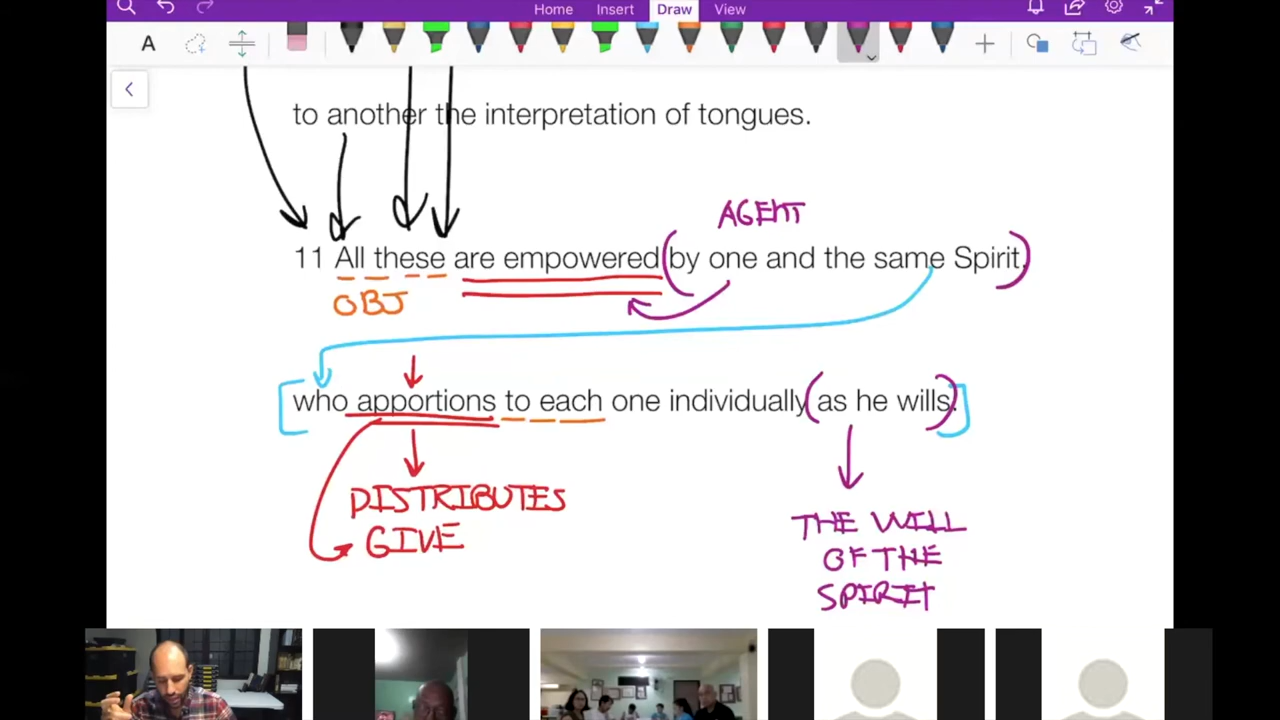 Home Insert Draw View
A
to another the interpretation of tongues.
AGENT
11 All these are empowered (by one and the same Spirit,)
OBJ
[who apportions to each one individually (as he wills.)]
DISTRIBUTES
GIVE
THE WILL
OF THE
SPIRIT